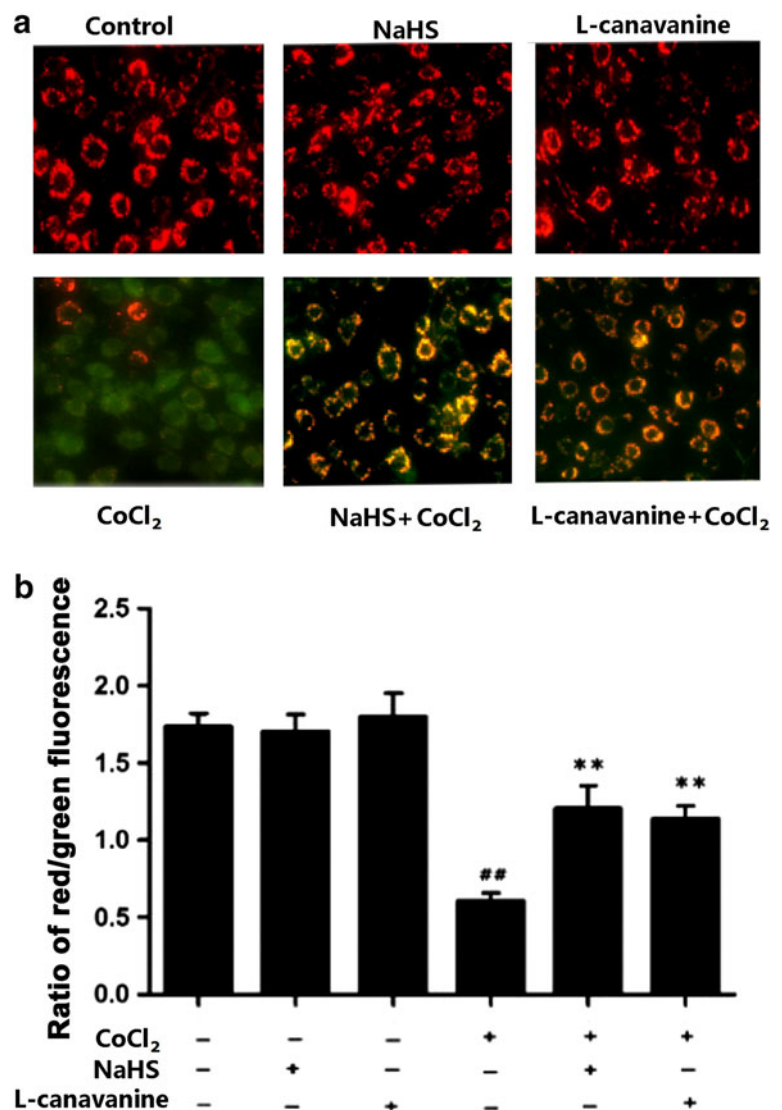 a
Control NaHS L-canavanine
CoCl₂ NaHS+CoCl₂ L-canavanine+CoCl₂
b
Ratio of red/green fluorescence
2.5
2.0
1.5
1.0
0.5
0.0
## ** **
CoCl₂ – – – + + +
NaHS – + – – + –
L-canavanine – – + – – +